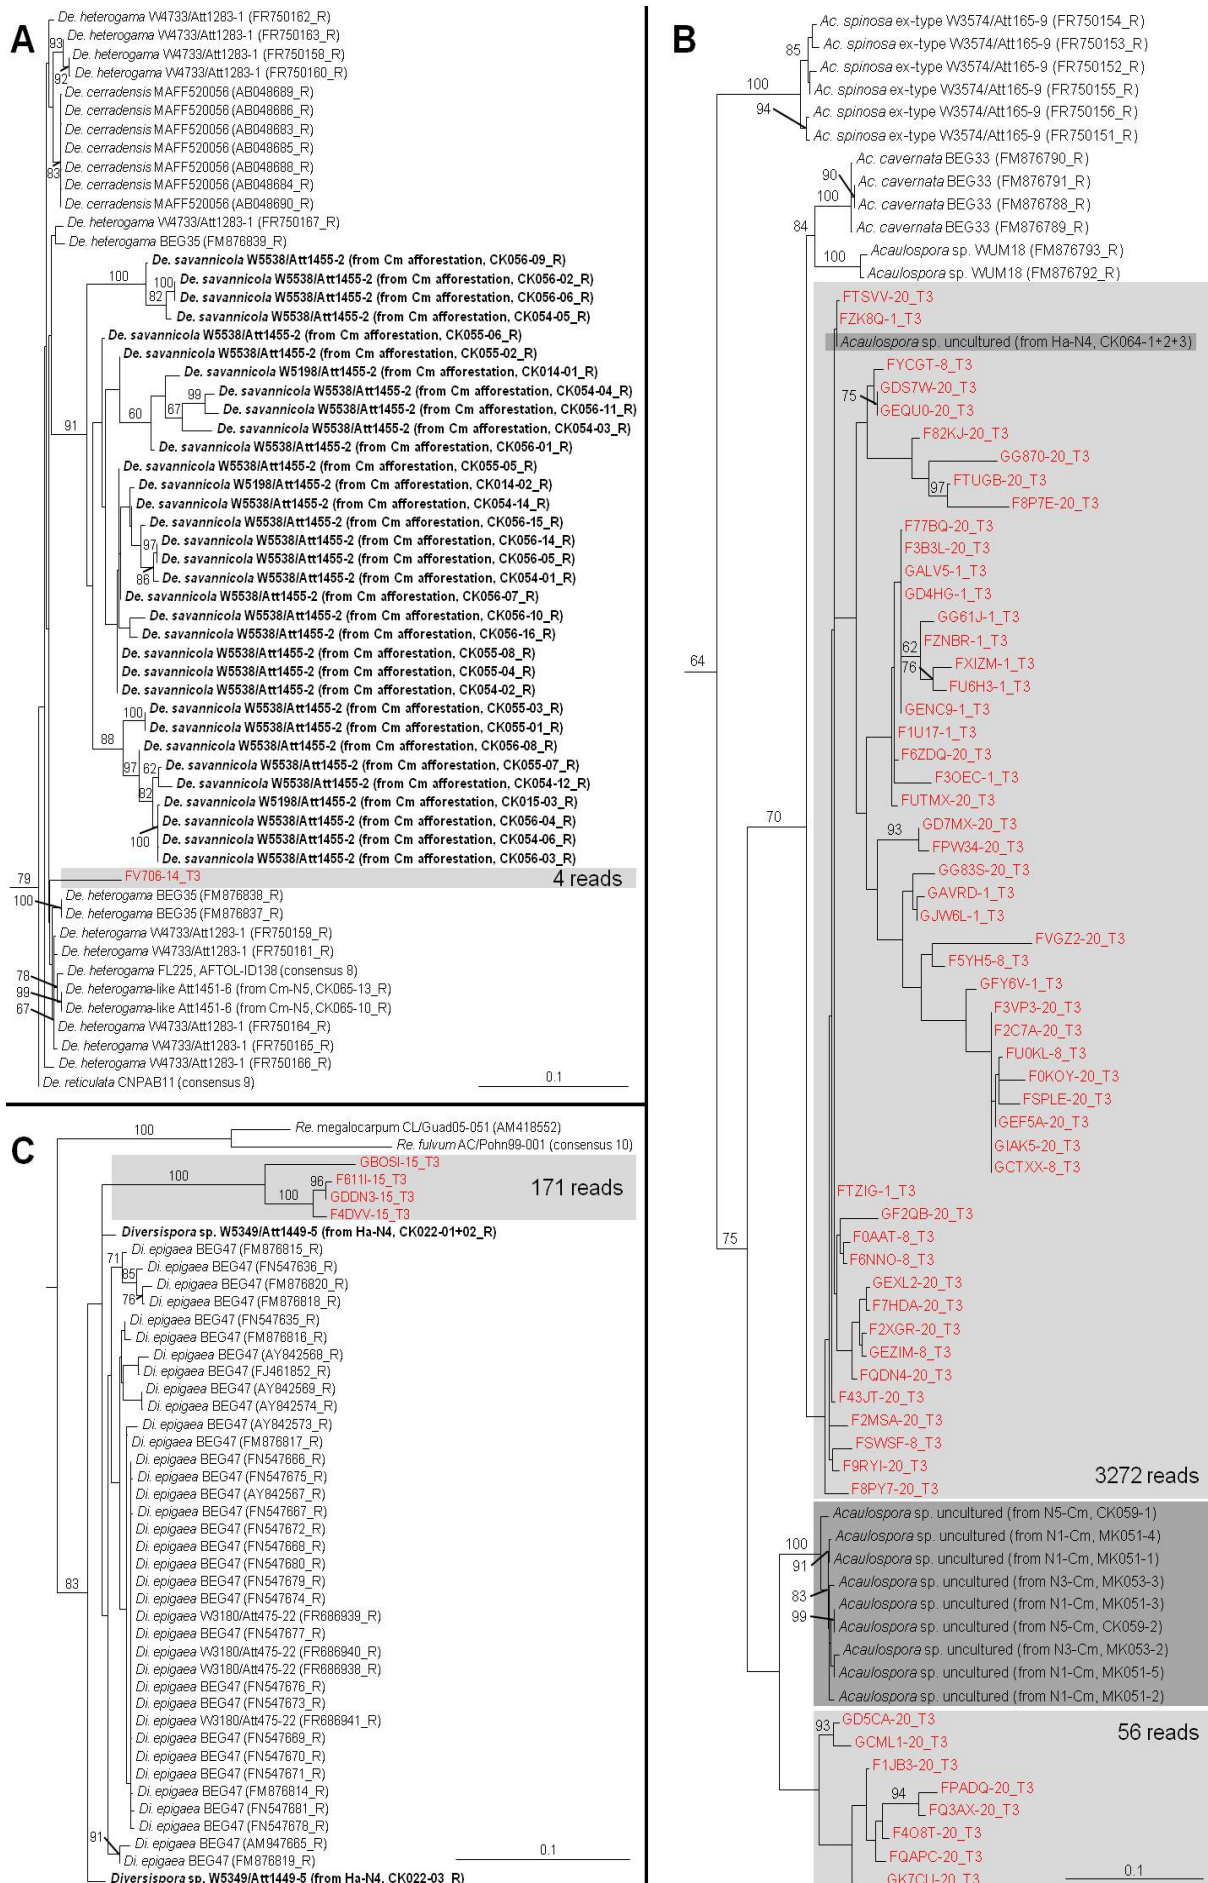 A
De. heterogama W4733/Att1283-1 (FR750162_R)
De. heterogama W4733/Att1283-1 (FR750163_R)
93
De. heterogama W4733/Att1283-1 (FR750158_R)
De. heterogama W4733/Att1283-1 (FR750160_R)
92
De. cerradensis MAFF520056 (AB048689_R)
De. cerradensis MAFF520056 (AB048686_R)
De. cerradensis MAFF520056 (AB048683_R)
De. cerradensis MAFF520056 (AB048685_R)
De. cerradensis MAFF520056 (AB048688_R)
83
De. cerradensis MAFF520056 (AB048684_R)
De. cerradensis MAFF520056 (AB048690_R)
De. heterogama W4733/Att1283-1 (FR750167_R)
De. heterogama BEG35 (FM876839_R)
De. savannicola W5538/Att1455-2 (from Cm afforestation, CK056-09_R)
100
De. savannicola W5538/Att1455-2 (from Cm afforestation, CK056-02_R)
100
De. savannicola W5538/Att1455-2 (from Cm afforestation, CK056-06_R)
82
De. savannicola W5538/Att1455-2 (from Cm afforestation, CK054-05_R)
De. savannicola W5538/Att1455-2 (from Cm afforestation, CK055-06_R)
De. savannicola W5538/Att1455-2 (from Cm afforestation, CK055-02_R)
De. savannicola W5198/Att1455-2 (from Cm afforestation, CK014-01_R)
De. savannicola W5538/Att1455-2 (from Cm afforestation, CK054-04_R)
99
De. savannicola W5538/Att1455-2 (from Cm afforestation, CK056-11_R)
60
67
De. savannicola W5538/Att1455-2 (from Cm afforestation, CK054-03_R)
91
De. savannicola W5538/Att1455-2 (from Cm afforestation, CK056-01_R)
De. savannicola W5538/Att1455-2 (from Cm afforestation, CK055-05_R)
De. savannicola W5198/Att1455-2 (from Cm afforestation, CK014-02_R)
De. savannicola W5538/Att1455-2 (from Cm afforestation, CK054-14_R)
De. savannicola W5538/Att1455-2 (from Cm afforestation, CK056-15_R)
De. savannicola W5538/Att1455-2 (from Cm afforestation, CK056-14_R)
97
De. savannicola W5538/Att1455-2 (from Cm afforestation, CK056-05_R)
86
De. savannicola W5538/Att1455-2 (from Cm afforestation, CK054-01_R)
De. savannicola W5538/Att1455-2 (from Cm afforestation, CK056-07_R)
De. savannicola W5538/Att1455-2 (from Cm afforestation, CK056-10_R)
De. savannicola W5538/Att1455-2 (from Cm afforestation, CK056-16_R)
De. savannicola W5538/Att1455-2 (from Cm afforestation, CK055-08_R)
De. savannicola W5538/Att1455-2 (from Cm afforestation, CK055-04_R)
De. savannicola W5538/Att1455-2 (from Cm afforestation, CK054-02_R)
De. savannicola W5538/Att1455-2 (from Cm afforestation, CK055-03_R)
100
De. savannicola W5538/Att1455-2 (from Cm afforestation, CK055-01_R)
88
De. savannicola W5538/Att1455-2 (from Cm afforestation, CK056-08_R)
97
62
De. savannicola W5538/Att1455-2 (from Cm afforestation, CK055-07_R)
De. savannicola W5538/Att1455-2 (from Cm afforestation, CK054-12_R)
82
De. savannicola W5198/Att1455-2 (from Cm afforestation, CK015-03_R)
De. savannicola W5538/Att1455-2 (from Cm afforestation, CK056-04_R)
De. savannicola W5538/Att1455-2 (from Cm afforestation, CK054-06_R)
100
De. savannicola W5538/Att1455-2 (from Cm afforestation, CK056-03_R)
79
FV706-14_T3
4 reads
De. heterogama BEG35 (FM876838_R)
100
De. heterogama BEG35 (FM876837_R)
De. heterogama W4733/Att1283-1 (FR750159_R)
De. heterogama W4733/Att1283-1 (FR750161_R)
78
De. heterogama FL225, AFTOL-ID138 (consensus 8)
99
De. heterogama-like Att1451-6 (from Cm-N5, CK065-13_R)
67
De. heterogama-like Att1451-6 (from Cm-N5, CK065-10_R)
De. heterogama W4733/Att1283-1 (FR750164_R)
De. heterogama W4733/Att1283-1 (FR750165_R)
De. heterogama W4733/Att1283-1 (FR750166_R)
De. reticulata CNPAB11 (consensus 9)
0.1
C
100
Re. megalocarpum CL/Guad05-051 (AM418552)
Re. fulvum AC/Pohn99-001 (consensus 10)
100
GBOSI-15_T3
96
F611I-15_T3
GDDN3-15_T3
100
F4DVV-15_T3
171 reads
Diversispora sp. W5349/Att1449-5 (from Ha-N4, CK022-01+02_R)
Di. epigaea BEG47 (FM876815_R)
71
Di. epigaea BEG47 (FN547636_R)
85
Di. epigaea BEG47 (FM876820_R)
76
Di. epigaea BEG47 (FM876818_R)
Di. epigaea BEG47 (FN547635_R)
Di. epigaea BEG47 (FM876816_R)
Di. epigaea BEG47 (AY842568_R)
Di. epigaea BEG47 (FJ461852_R)
Di. epigaea BEG47 (AY842569_R)
Di. epigaea BEG47 (AY842574_R)
Di. epigaea BEG47 (AY842573_R)
Di. epigaea BEG47 (FM876817_R)
Di. epigaea BEG47 (FN547666_R)
Di. epigaea BEG47 (FN547675_R)
Di. epigaea BEG47 (AY842567_R)
Di. epigaea BEG47 (FN547667_R)
Di. epigaea BEG47 (FN547672_R)
Di. epigaea BEG47 (FN547668_R)
Di. epigaea BEG47 (FN547680_R)
83
Di. epigaea BEG47 (FN547679_R)
Di. epigaea BEG47 (FN547674_R)
Di. epigaea W3180/Att475-22 (FR686939_R)
Di. epigaea BEG47 (FN547677_R)
Di. epigaea W3180/Att475-22 (FR686940_R)
Di. epigaea W3180/Att475-22 (FR686938_R)
Di. epigaea BEG47 (FN547676_R)
Di. epigaea BEG47 (FN547673_R)
Di. epigaea W3180/Att475-22 (FR686941_R)
Di. epigaea BEG47 (FN547669_R)
Di. epigaea BEG47 (FN547670_R)
Di. epigaea BEG47 (FN547671_R)
Di. epigaea BEG47 (FM876814_R)
Di. epigaea BEG47 (FN547681_R)
Di. epigaea BEG47 (FN547678_R)
91
Di. epigaea BEG47 (AM947665_R)
Di. epigaea BEG47 (FM876819_R)
0.1
Diversispora sp. W5349/Att1449-5 (from Ha-N4, CK022-03_R)
B
Ac. spinosa ex-type W3574/Att165-9 (FR750154_R)
85
Ac. spinosa ex-type W3574/Att165-9 (FR750153_R)
Ac. spinosa ex-type W3574/Att165-9 (FR750152_R)
100
Ac. spinosa ex-type W3574/Att165-9 (FR750155_R)
94
Ac. spinosa ex-type W3574/Att165-9 (FR750156_R)
Ac. spinosa ex-type W3574/Att165-9 (FR750151_R)
Ac. cavernata BEG33 (FM876790_R)
90
Ac. cavernata BEG33 (FM876791_R)
100
Ac. cavernata BEG33 (FM876788_R)
84
Ac. cavernata BEG33 (FM876789_R)
Acaulospora sp. WUM18 (FM876793_R)
100
Acaulospora sp. WUM18 (FM876792_R)
FTSVV-20_T3
FZK8Q-1_T3
Acaulospora sp. uncultured (from Ha-N4, CK064-1+2+3)
FYCGT-8_T3
75
GDS7W-20_T3
GEQU0-20_T3
F82KJ-20_T3
GG870-20_T3
97
FTUGB-20_T3
F8P7E-20_T3
F77BQ-20_T3
F3B3L-20_T3
GALV5-1_T3
GD4HG-1_T3
GG61J-1_T3
62
FZNBR-1_T3
76
FXIZM-1_T3
64
FU6H3-1_T3
GENC9-1_T3
F1U17-1_T3
F6ZDQ-20_T3
F3OEC-1_T3
FUTMX-20_T3
70
GD7MX-20_T3
93
FPW34-20_T3
GG83S-20_T3
GAVRD-1_T3
GJW6L-1_T3
FVGZ2-20_T3
F5YH5-8_T3
GFY6V-1_T3
F3VP3-20_T3
F2C7A-20_T3
FU0KL-8_T3
F0KOY-20_T3
FSPLE-20_T3
GEF5A-20_T3
GIAK5-20_T3
GCTXX-8_T3
FTZIG-1_T3
GF2QB-20_T3
75
F0AAT-8_T3
F6NNO-8_T3
GEXL2-20_T3
F7HDA-20_T3
F2XGR-20_T3
GEZIM-8_T3
FQDN4-20_T3
F43JT-20_T3
F2MSA-20_T3
FSWSF-8_T3
F9RYI-20_T3
F8PY7-20_T3
3272 reads
Acaulospora sp. uncultured (from N5-Cm, CK059-1)
Acaulospora sp. uncultured (from N1-Cm, MK051-4)
100
91
Acaulospora sp. uncultured (from N1-Cm, MK051-1)
83
Acaulospora sp. uncultured (from N3-Cm, MK053-3)
Acaulospora sp. uncultured (from N1-Cm, MK051-3)
99
Acaulospora sp. uncultured (from N5-Cm, CK059-2)
Acaulospora sp. uncultured (from N3-Cm, MK053-2)
Acaulospora sp. uncultured (from N1-Cm, MK051-5)
Acaulospora sp. uncultured (from N1-Cm, MK051-2)
93
GD5CA-20_T3
56 reads
GCML1-20_T3
F1JB3-20_T3
94
FPADQ-20_T3
FQ3AX-20_T3
F4O8T-20_T3
FQAPC-20_T3
GK7CU-20_T3
0.1